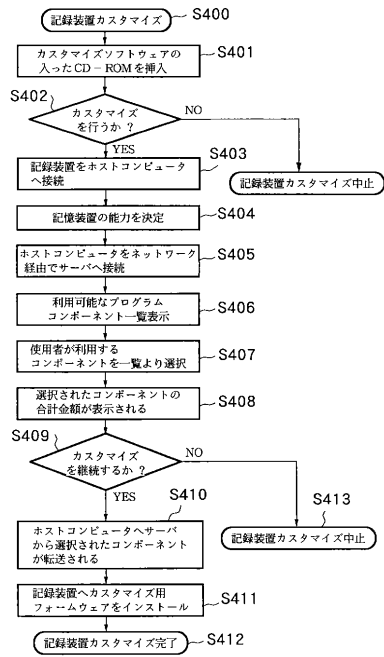 記録装置カスタマイズ
S400
カスタマイズソフトウェアの
入ったCD-ROMを挿入
S401
S402
カスタマイズ
を行うか?
NO
YES
記録装置をホストコンピュータ
へ接続
S403
記録装置カスタマイズ中止
記憶装置の能力を決定
S404
ホストコンピュータをネットワーク
経由でサーバへ接続
S405
利用可能なプログラム
コンポーネント一覧表示
S406
使用者が利用する
コンポーネントを一覧より選択
S407
選択されたコンポーネントの
合計金額が表示される
S408
S409
カスタマイズ
を継続するか?
NO
YES
S410
ホストコンピュータへサーバ
から選択されたコンポーネント
が転送される
S413
記録装置カスタマイズ中止
記録装置へカスタマイズ用
フォームウェアをインストール
S411
記録装置カスタマイズ完了
S412